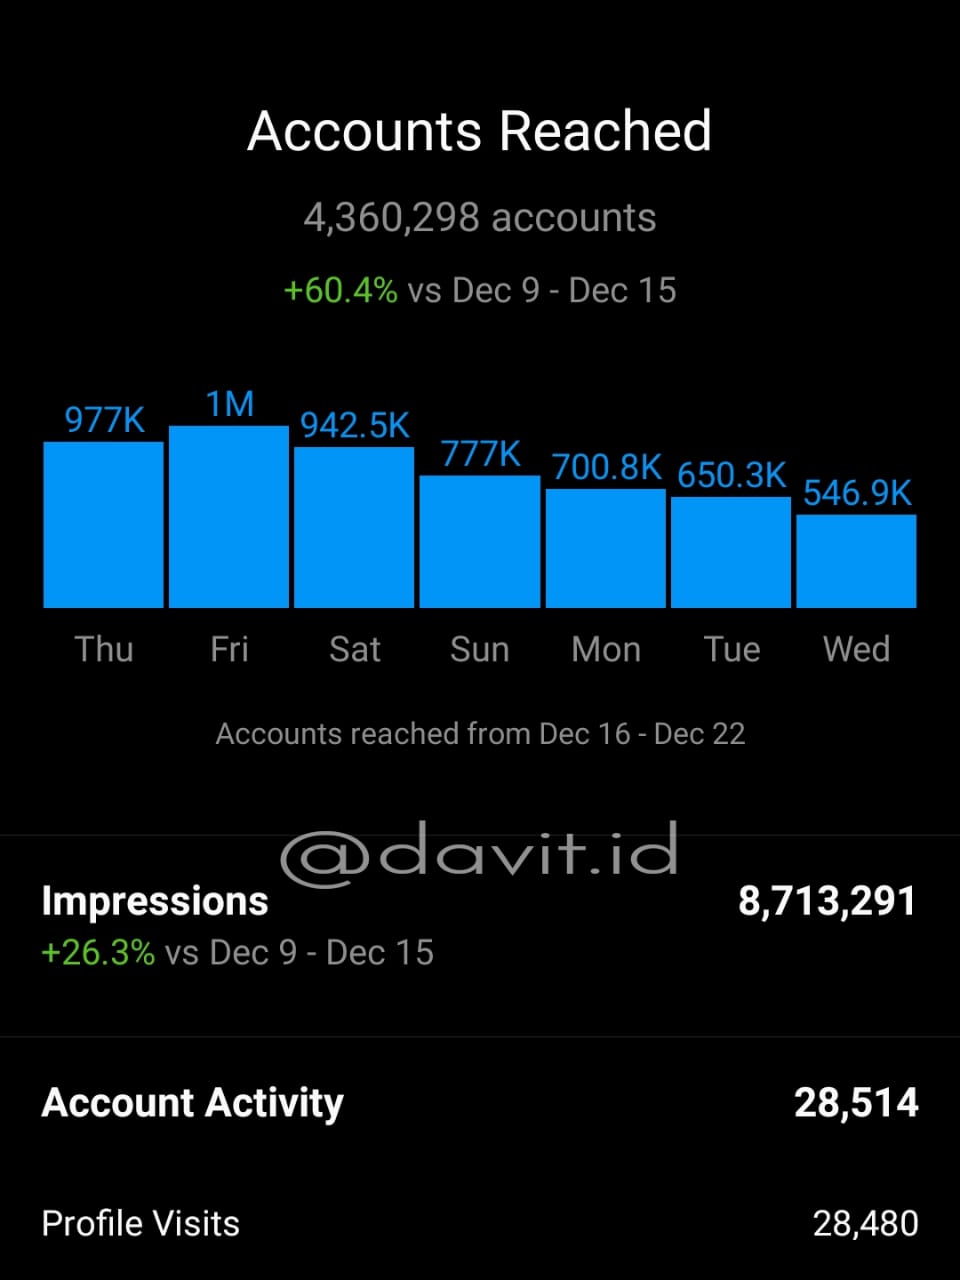 Accounts Reached
4,360,298 accounts
+60.4% vs Dec 9 - Dec 15
977K 1M 942.5K 777K 700.8K 650.3K 546.9K
Thu Fri Sat Sun Mon Tue Wed
Accounts reached from Dec 16 - Dec 22
@davit.id
Impressions 8,713,291
+26.3% vs Dec 9 - Dec 15
Account Activity 28,514
Profile Visits 28,480